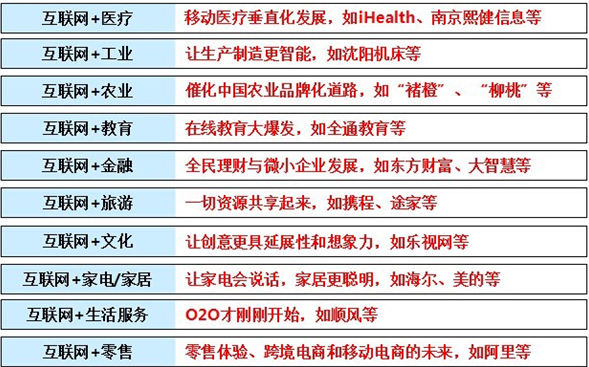 互联网+医疗 移动医疗垂直化发展，如iHealth、南京熙健信息等
互联网+工业 让生产制造更智能，如沈阳机床等
互联网+农业 催化中国农业品牌化道路，如“褚橙”、“柳桃”等
互联网+教育 在线教育大爆发，如全通教育等
互联网+金融 全民理财与微小企业发展，如东方财富、大智慧等
互联网+旅游 一切资源共享起来，如携程、途家等
互联网+文化 让创意更具延展性和想象力，如乐视网等
互联网+家电/家居 让家电会说话，家居更聪明，如海尔、美的等
互联网+生活服务 O2O才刚刚开始，如顺风等
互联网+零售 零售体验、跨境电商和移动电商的未来，如阿里等